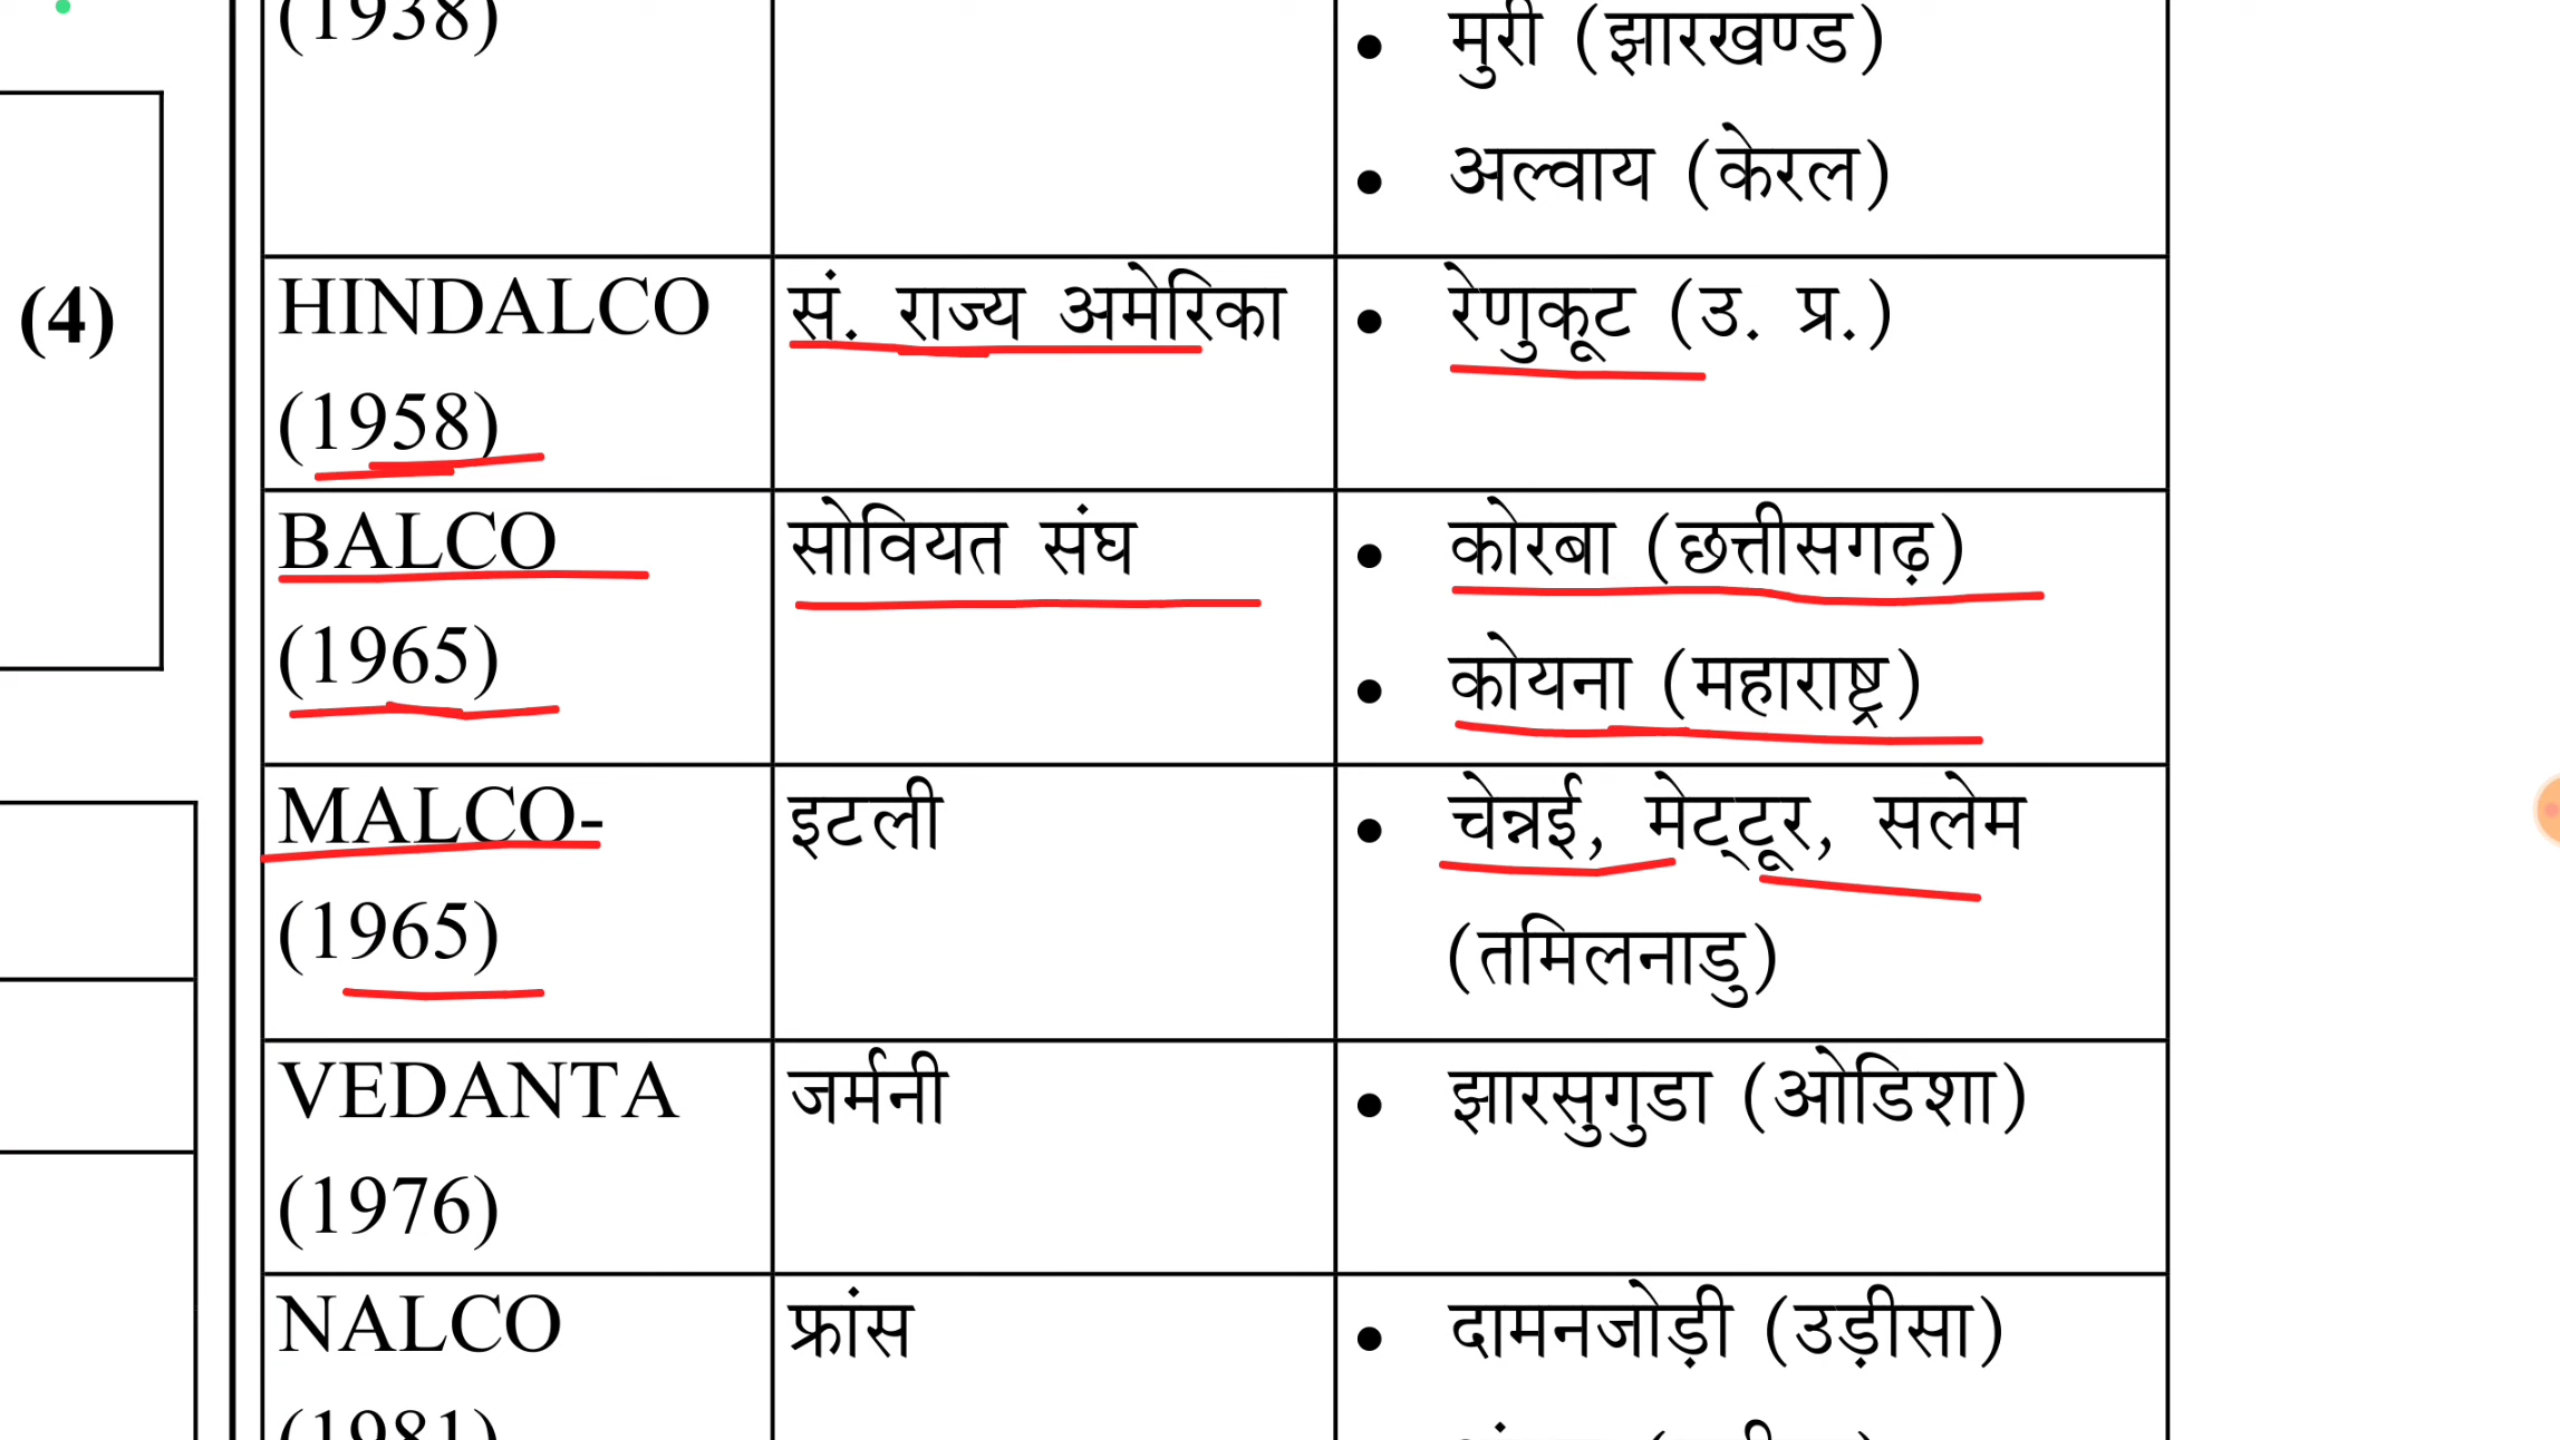 (1938)
मुरी (झारखण्ड)
अल्वाय (केरल)
(4)
HINDALCO
(1958)
सं. राज्य अमेरिका
रेणुकूट (उ. प्र.)
BALCO
(1965)
सोवियत संघ
कोरबा (छत्तीसगढ़)
कोयना (महाराष्ट्र)
MALCO-
(1965)
इटली
चेन्नई, मेट्टूर, सलेम
(तमिलनाडु)
VEDANTA
(1976)
जर्मनी
झारसुगुडा (ओडिशा)
NALCO
(1981)
फ्रांस
दामनजोड़ी (उड़ीसा)